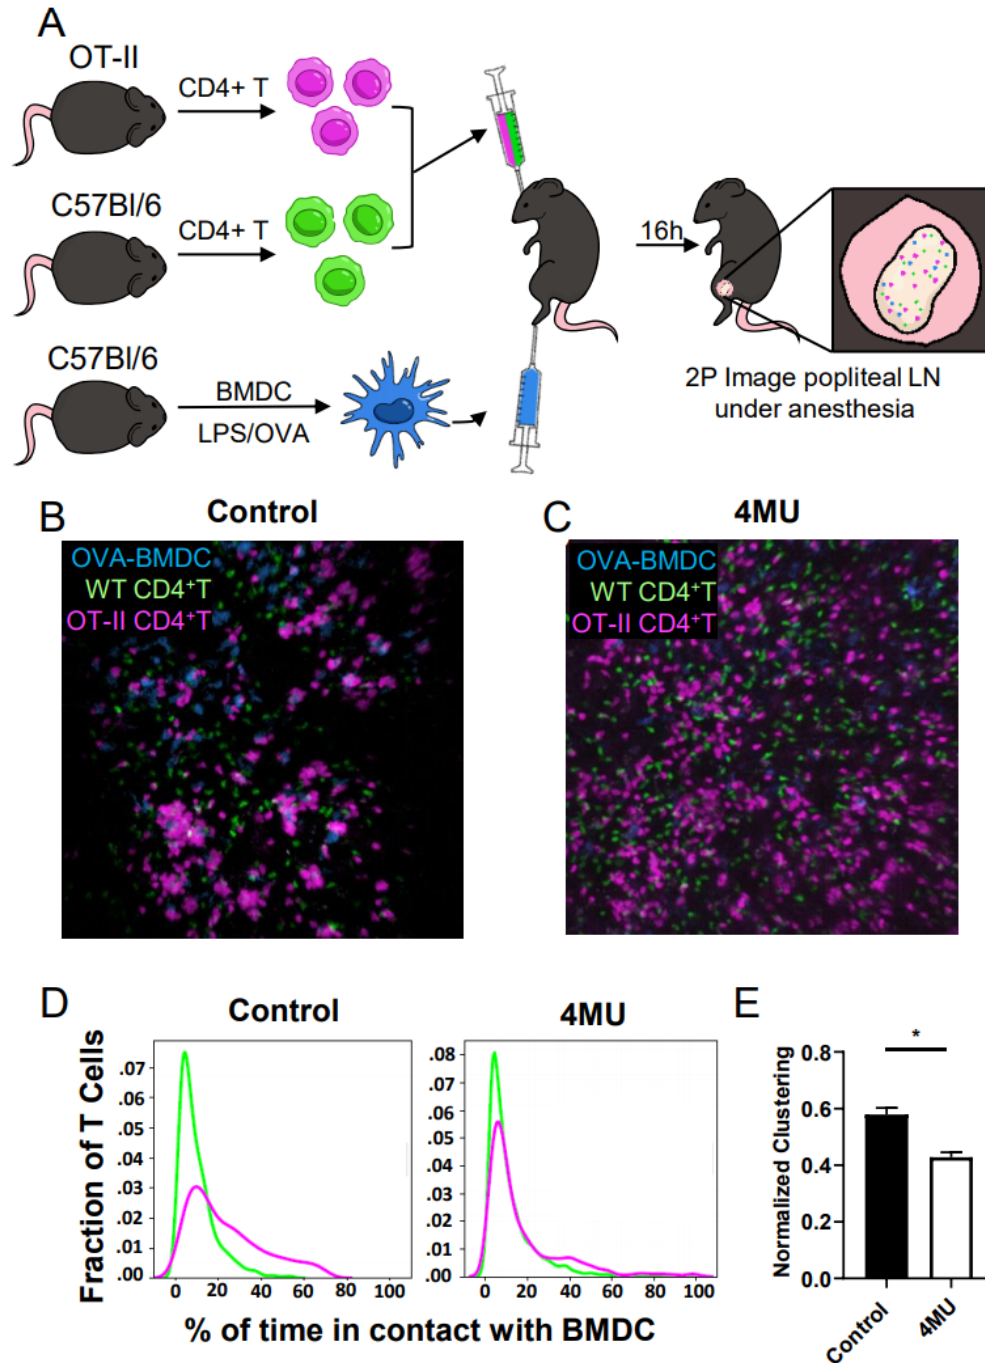 A
OT-II
CD4+ T
C57Bl/6
CD4+ T
C57Bl/6
BMDC
LPS/OVA
16h
2P Image popliteal LN
under anesthesia
B
Control
OVA-BMDC
WT CD4+T
OT-II CD4+T
C
4MU
OVA-BMDC
WT CD4+T
OT-II CD4+T
D
Control
Fraction of T Cells
.07
.06
.05
.04
.03
.02
.01
.00
0 20 40 60 80 100
4MU
.08
.07
.06
.05
.04
.03
.02
.01
.00
0 20 40 60 80 100
% of time in contact with BMDC
E
*
Normalized Clustering
0.8
0.6
0.4
0.2
0.0
Control
4MU